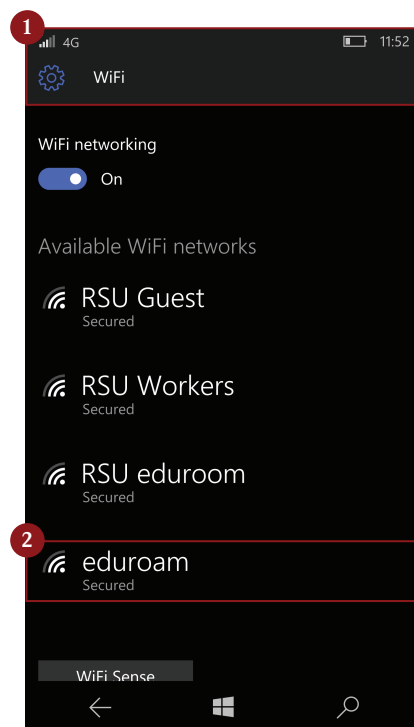 1
4G 11:52
WiFi
WiFi networking
On
Available WiFi networks
RSU Guest
Secured
RSU Workers
Secured
RSU eduroom
Secured
2
eduroam
Secured
WiFi Sense